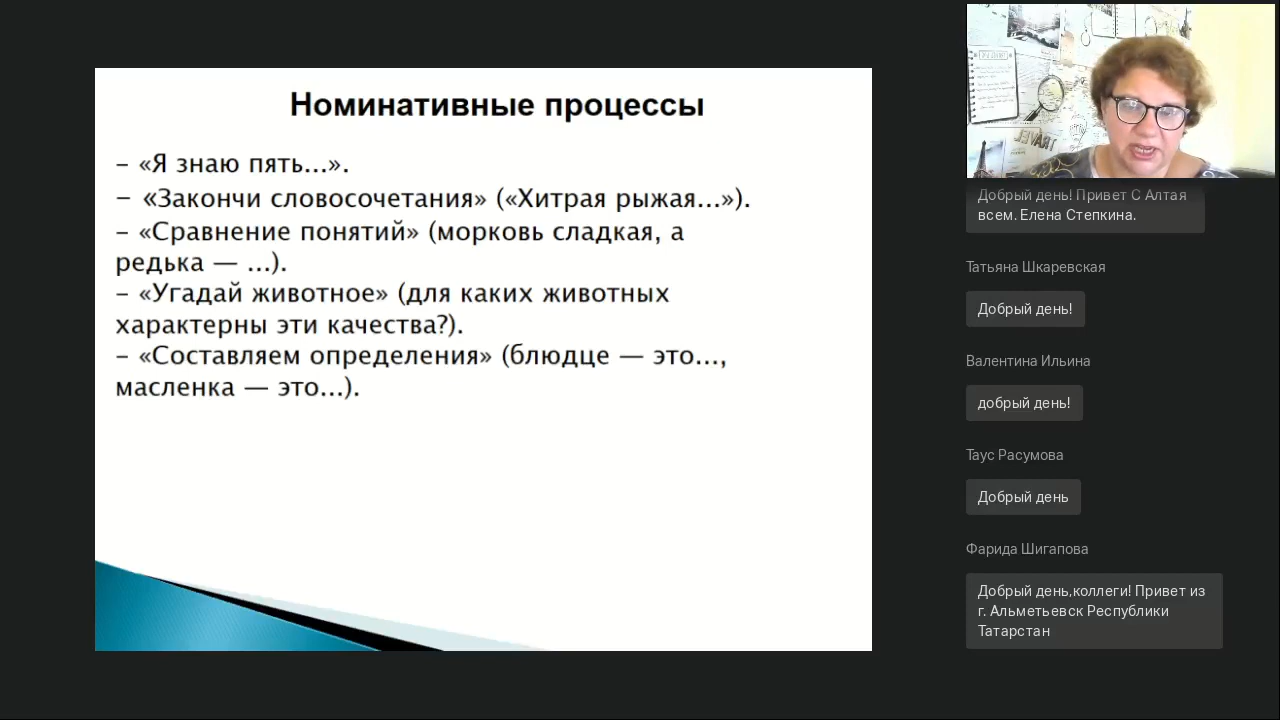 Номинативные процессы
– «Я знаю пять...».
– «Закончи словосочетания» («Хитрая рыжая...»).
– «Сравнение понятий» (морковь сладкая, а
редька — ...).
– «Угадай животное» (для каких животных
характерны эти качества?).
– «Составляем определения» (блюдце — это...,
масленка — это...).
Добрый день! Привет С Алтая
всем. Елена Степкина.
Татьяна Шкаревская
Добрый день!
Валентина Ильина
добрый день!
Таус Расумова
Добрый день
Фарида Шигапова
Добрый день,коллеги! Привет из
г. Альметьевск Республики
Татарстан